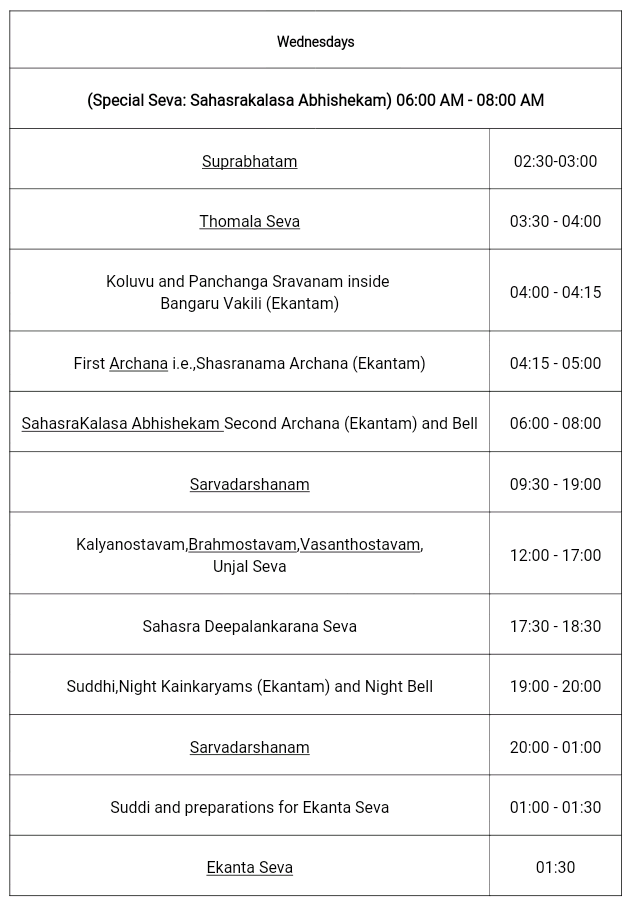 Wednesdays
(Special Seva: Sahasrakalasa Abhishekam) 06:00 AM - 08:00 AM
Suprabhatam 02:30-03:00
Thomala Seva 03:30 - 04:00
Koluvu and Panchanga Sravanam inside
Bangaru Vakili (Ekantam) 04:00 - 04:15
First Archana i.e.,Shasranama Archana (Ekantam) 04:15 - 05:00
SahasraKalasa Abhishekam Second Archana (Ekantam) and Bell 06:00 - 08:00
Sarvadarshanam 09:30 - 19:00
Kalyanostavam,Brahmostavam,Vasanthostavam,
Unjal Seva 12:00 - 17:00
Sahasra Deepalankarana Seva 17:30 - 18:30
Suddhi,Night Kainkaryams (Ekantam) and Night Bell 19:00 - 20:00
Sarvadarshanam 20:00 - 01:00
Suddi and preparations for Ekanta Seva 01:00 - 01:30
Ekanta Seva 01:30